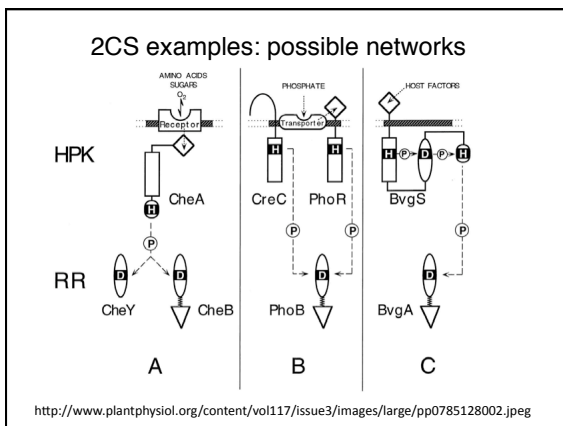 2CS examples: possible networks
AMINO ACIDS
SUGARS
O2
Receptor
HPK
H
CheA
P
RR
D
D
CheY
CheB
A
PHOSPHATE
Transporter
H
H
CreC
PhoR
P
P
D
PhoB
B
HOST FACTORS
H
P
D
P
H
BvgS
P
D
BvgA
C
http://www.plantphysiol.org/content/vol117/issue3/images/large/pp0785128002.jpeg